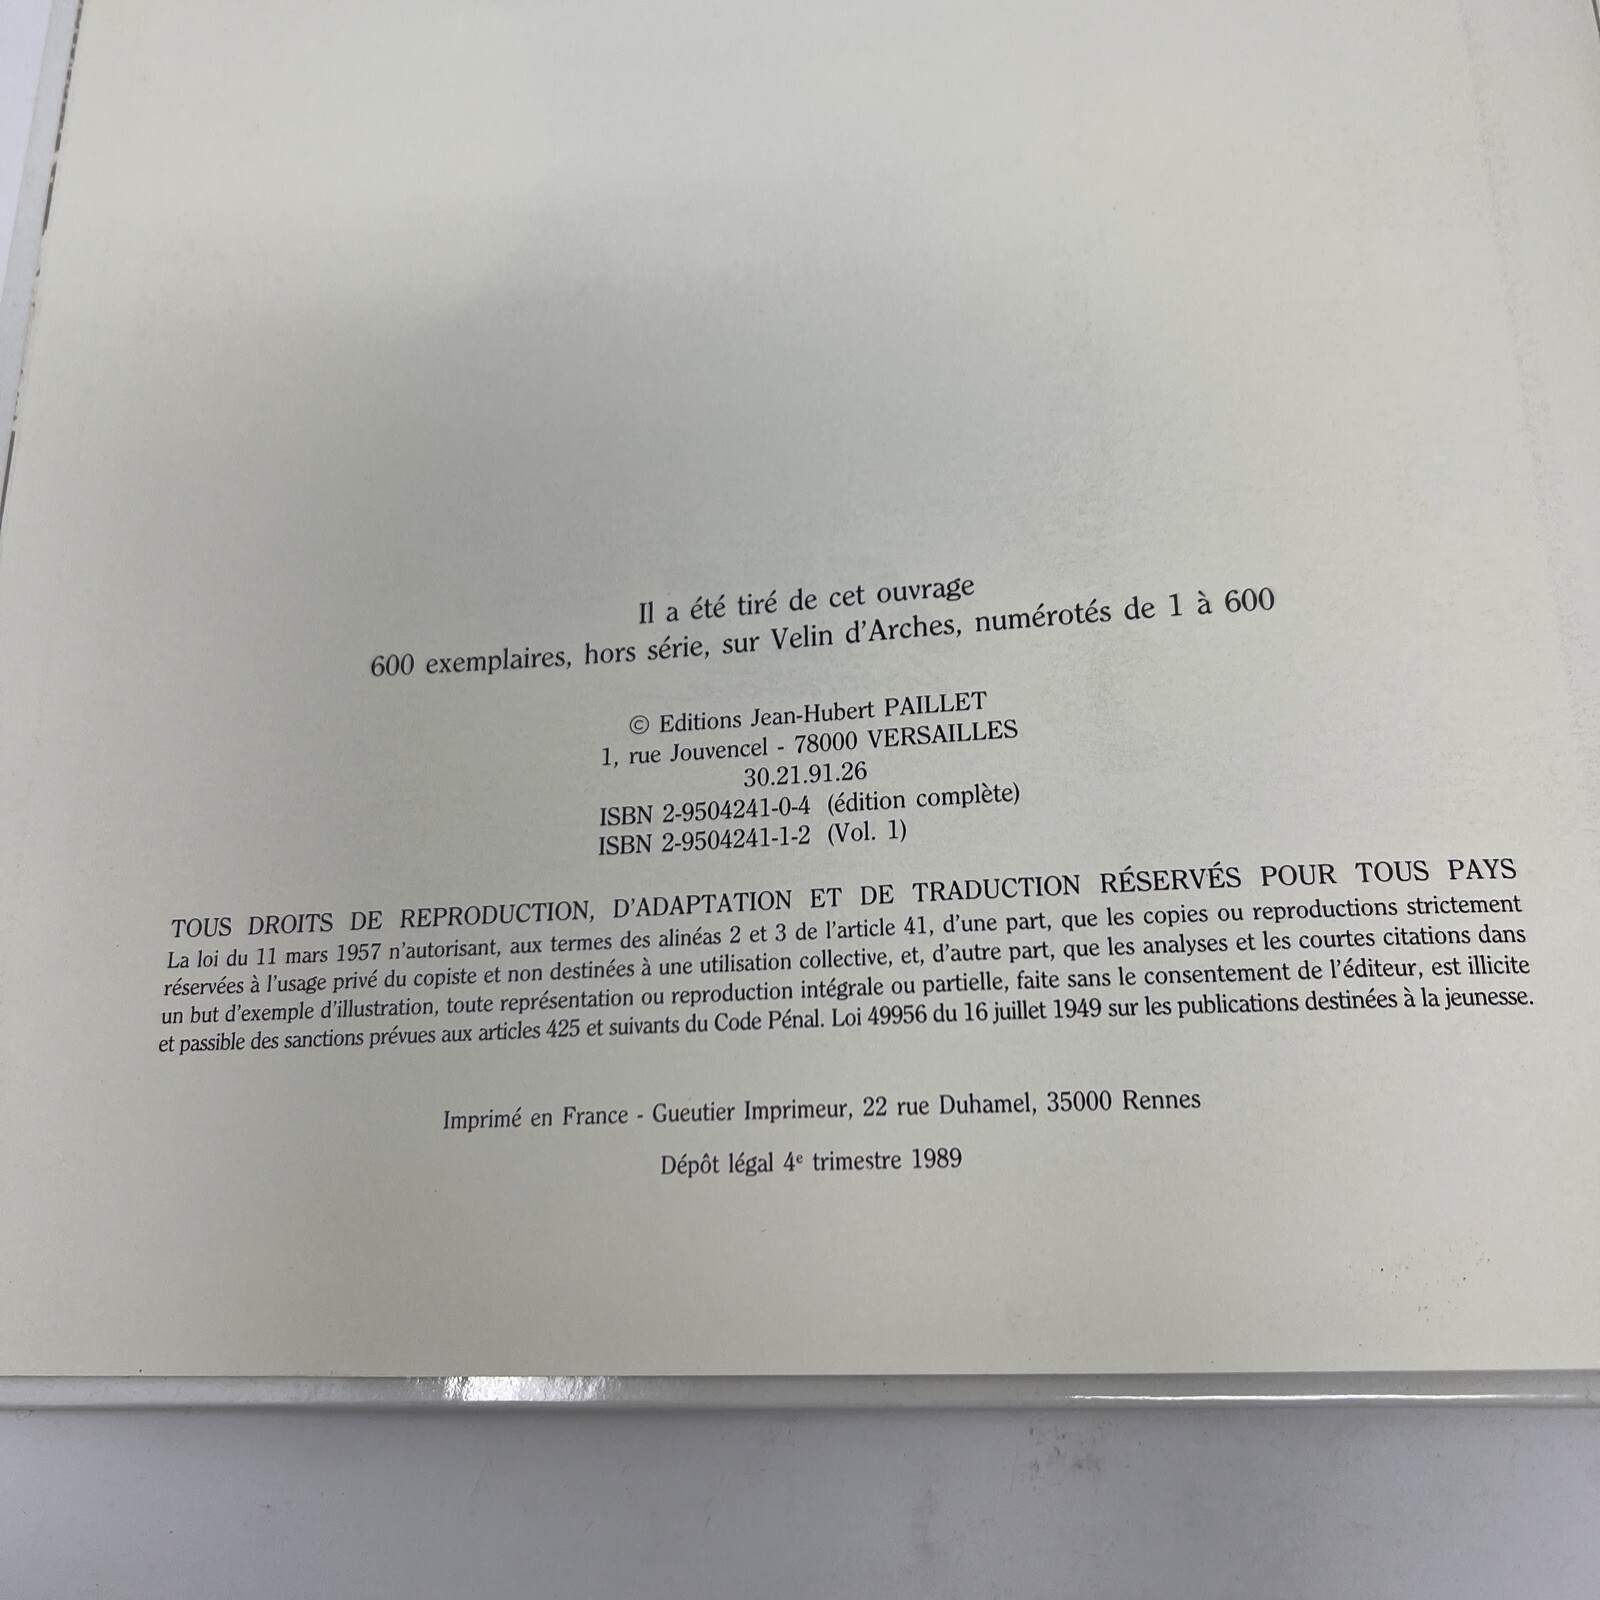 Il a été tiré de cet ouvrage
600 exemplaires, hors série, sur Velin d'Arches, numérotés de 1 à 600
© Editions Jean-Hubert PAILLET
1, rue Jouvencel - 78000 VERSAILLES
30.21.91.26
ISBN 2-9504241-0-4 (édition complète)
ISBN 2-9504241-1-2 (Vol. 1)
TOUS DROITS DE REPRODUCTION, D'ADAPTATION ET DE TRADUCTION RÉSERVÉS POUR TOUS PAYS
La loi du 11 mars 1957 n'autorisant, aux termes des alinéas 2 et 3 de l'article 41, d'une part, que les copies ou reproductions strictement
réservées à l'usage privé du copiste et non destinées à une utilisation collective, et, d'autre part, que les analyses et les courtes citations dans
un but d'exemple d'illustration, toute représentation ou reproduction intégrale ou partielle, faite sans le consentement de l'éditeur, est illicite
et passible des sanctions prévues aux articles 425 et suivants du Code Pénal. Loi 49956 du 16 juillet 1949 sur les publications destinées à la jeunesse.
Imprimé en France - Gueutier Imprimeur, 22 rue Duhamel, 35000 Rennes
Dépôt légal 4e trimestre 1989